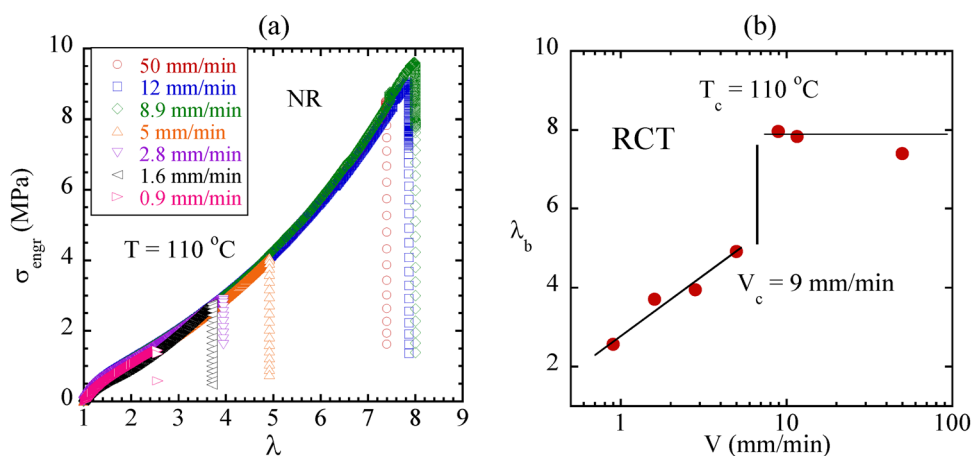 (a)
10
8
6
4
2
0
σengr (MPa)
50 mm/min
12 mm/min
8.9 mm/min
5 mm/min
2.8 mm/min
1.6 mm/min
0.9 mm/min
NR
T = 110 °C
1 2 3 4 5 6 7 8 9
λ
(b)
10
8
6
4
2
λb
Tc = 110 °C
RCT
Vc = 9 mm/min
1 10 100
V (mm/min)